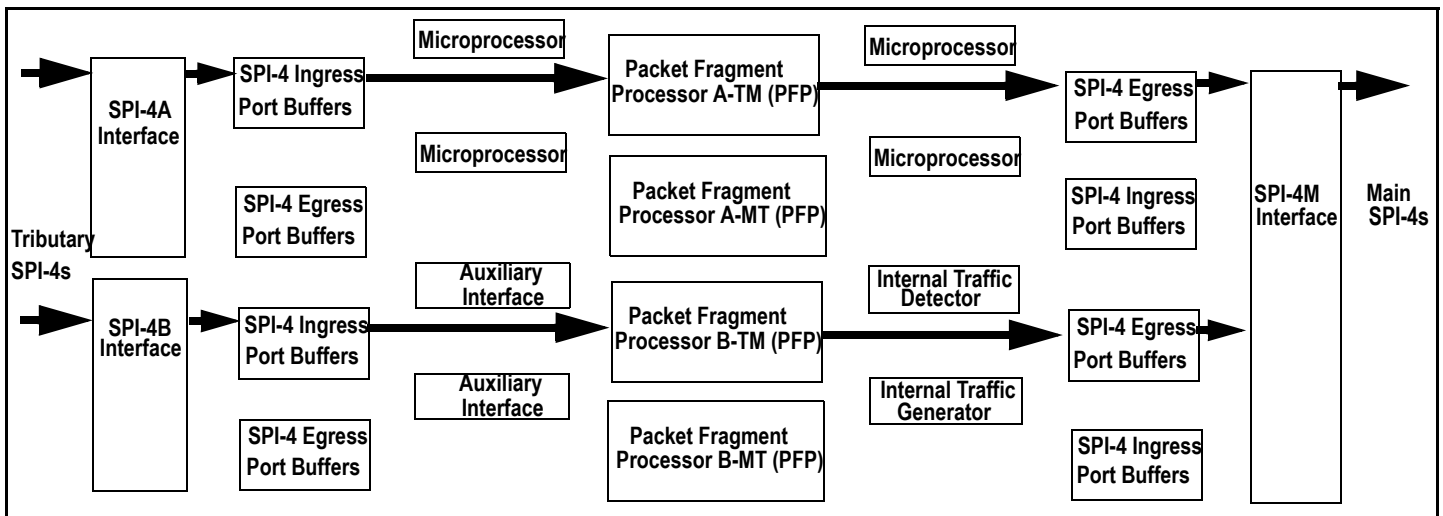 Tributary
SPI-4s
SPI-4A
Interface
SPI-4B
Interface
SPI-4 Ingress
Port Buffers
SPI-4 Egress
Port Buffers
SPI-4 Ingress
Port Buffers
SPI-4 Egress
Port Buffers
Microprocessor
Microprocessor
Auxiliary
Interface
Auxiliary
Interface
Packet Fragment
Processor A-TM (PFP)
Packet Fragment
Processor A-MT (PFP)
Packet Fragment
Processor B-TM (PFP)
Packet Fragment
Processor B-MT (PFP)
Microprocessor
Microprocessor
Internal Traffic
Detector
Internal Traffic
Generator
SPI-4 Egress
Port Buffers
SPI-4 Ingress
Port Buffers
SPI-4 Egress
Port Buffers
SPI-4 Ingress
Port Buffers
SPI-4M
Interface
Main
SPI-4s